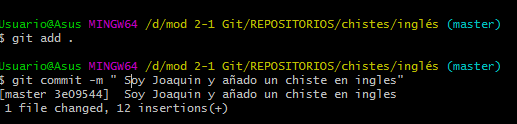 Usuario@Asus MINGW64 /d/mod 2-1 Git/REPOSITORIOS/chistes/inglés (master)
$ git add .
Usuario@Asus MINGW64 /d/mod 2-1 Git/REPOSITORIOS/chistes/inglés (master)
$ git commit -m " Soy Joaquin y añado un chiste en ingles"
[master 3e09544]  Soy Joaquin y añado un chiste en ingles
 1 file changed, 12 insertions(+)